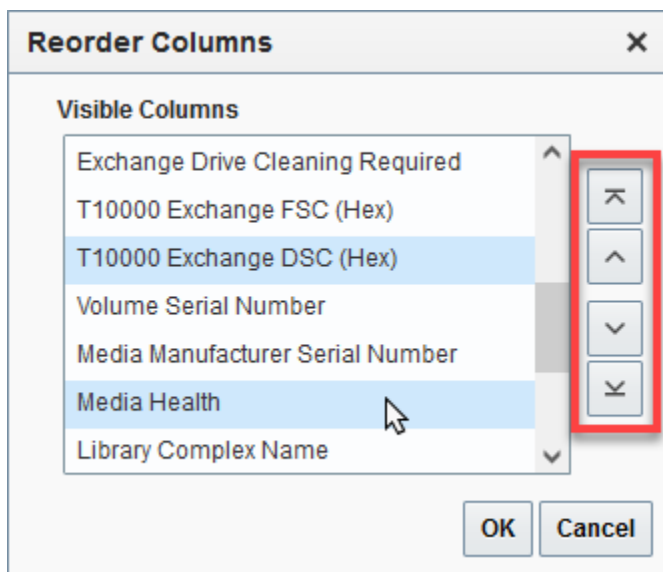 Reorder Columns
Visible Columns
Exchange Drive Cleaning Required
T10000 Exchange FSC (Hex)
T10000 Exchange DSC (Hex)
Volume Serial Number
Media Manufacturer Serial Number
Media Health
Library Complex Name
OK Cancel